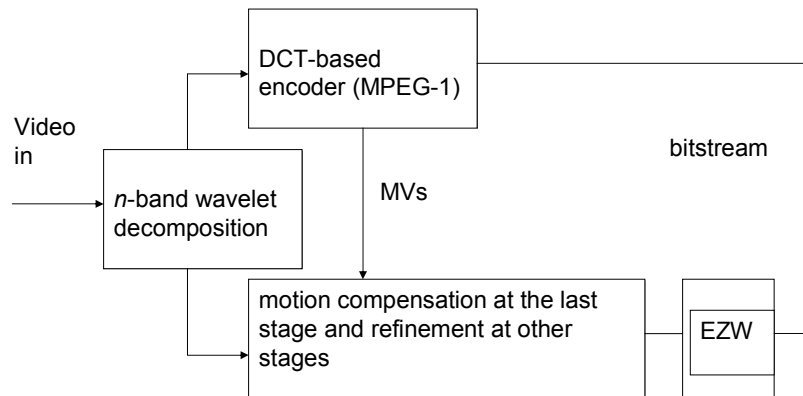 DCT-based
encoder (MPEG-1)
Video
in
bitstream
n-band wavelet
decomposition
MVs
motion compensation at the last
stage and refinement at other
stages
EZW